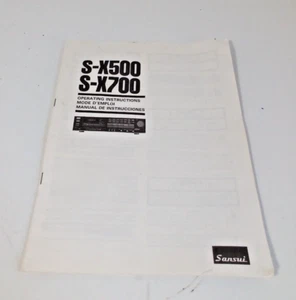 S-X500
S-X700
OPERATING INSTRUCTIONS
MODE D'EMPLOI
MANUAL DE INSTRUCCIONES
Sansui